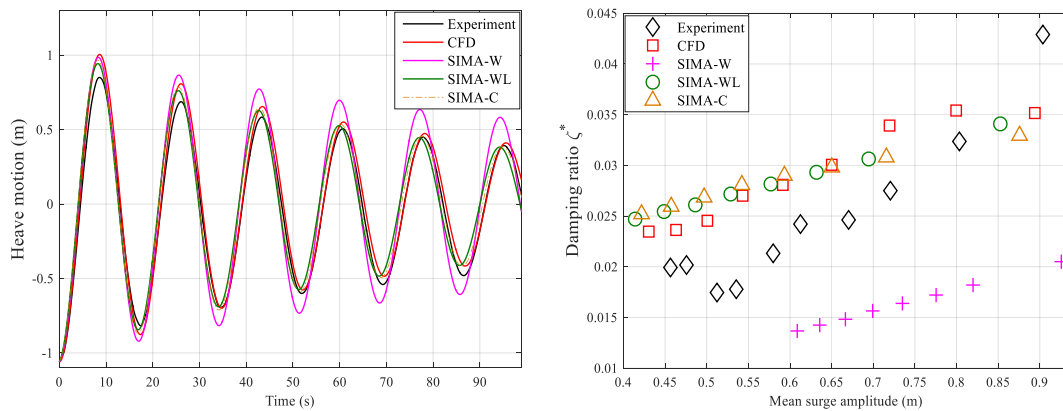 Heave motion (m)
1
0.5
0
-0.5
-1
0
10
20
30
40
50
60
70
80
90
Time (s)
Experiment
CFD
SIMA-W
SIMA-WL
SIMA-C
Damping ratio ζ*
0.045
0.04
0.035
0.03
0.025
0.02
0.015
0.01
0.4
0.45
0.5
0.55
0.6
0.65
0.7
0.75
0.8
0.85
0.9
Mean surge amplitude (m)
Experiment
CFD
SIMA-W
SIMA-WL
SIMA-C